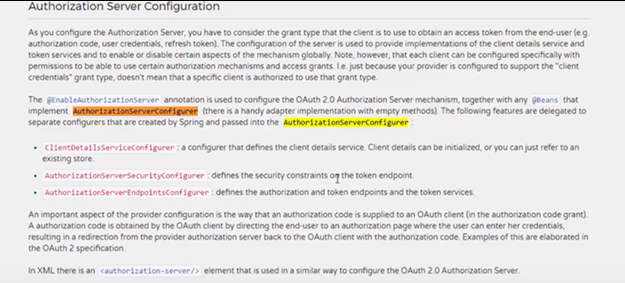 Authorization Server Configuration
As you configure the Authorization Server, you have to consider the grant type that the client is to use to obtain an access token from the end-user (e.g.
authorization code, user credentials, refresh token). The configuration of the server is used to provide implementations of the client details service and
token services and to enable or disable certain aspects of the mechanism globally. Note, however, that each client can be configured specifically with
permissions to be able to use certain authorization mechanisms and access grants. I.e. just because your provider is configured to support the "client
credentials" grant type, doesn't mean that a specific client is authorized to use that grant type.
The @EnableAuthorizationServer annotation is used to configure the OAuth 2.0 Authorization Server mechanism, together with any @Beans that
implement AuthorizationServerConfigurer (there is a handy adapter implementation with empty methods). The following features are delegated to
separate configurers that are created by Spring and passed into the AuthorizationServerConfigurer :
• ClientDetailsServiceConfigurer : a configurer that defines the client details service. Client details can be initialized, or you can just refer to an
existing store.
• AuthorizationServerSecurityConfigurer : defines the security constraints on the token endpoint.
• AuthorizationServerEndpointsConfigurer : defines the authorization and token endpoints and the token services.
An important aspect of the provider configuration is the way that an authorization code is supplied to an OAuth client (in the authorization code grant).
A authorization code is obtained by the OAuth client by directing the end-user to an authorization page where the user can enter her credentials,
resulting in a redirection from the provider authorization server back to the OAuth client with the authorization code. Examples of this are elaborated in
the OAuth 2 specification.
In XML there is an <authorization-server/> element that is used in a similar way to configure the OAuth 2.0 Authorization Server.